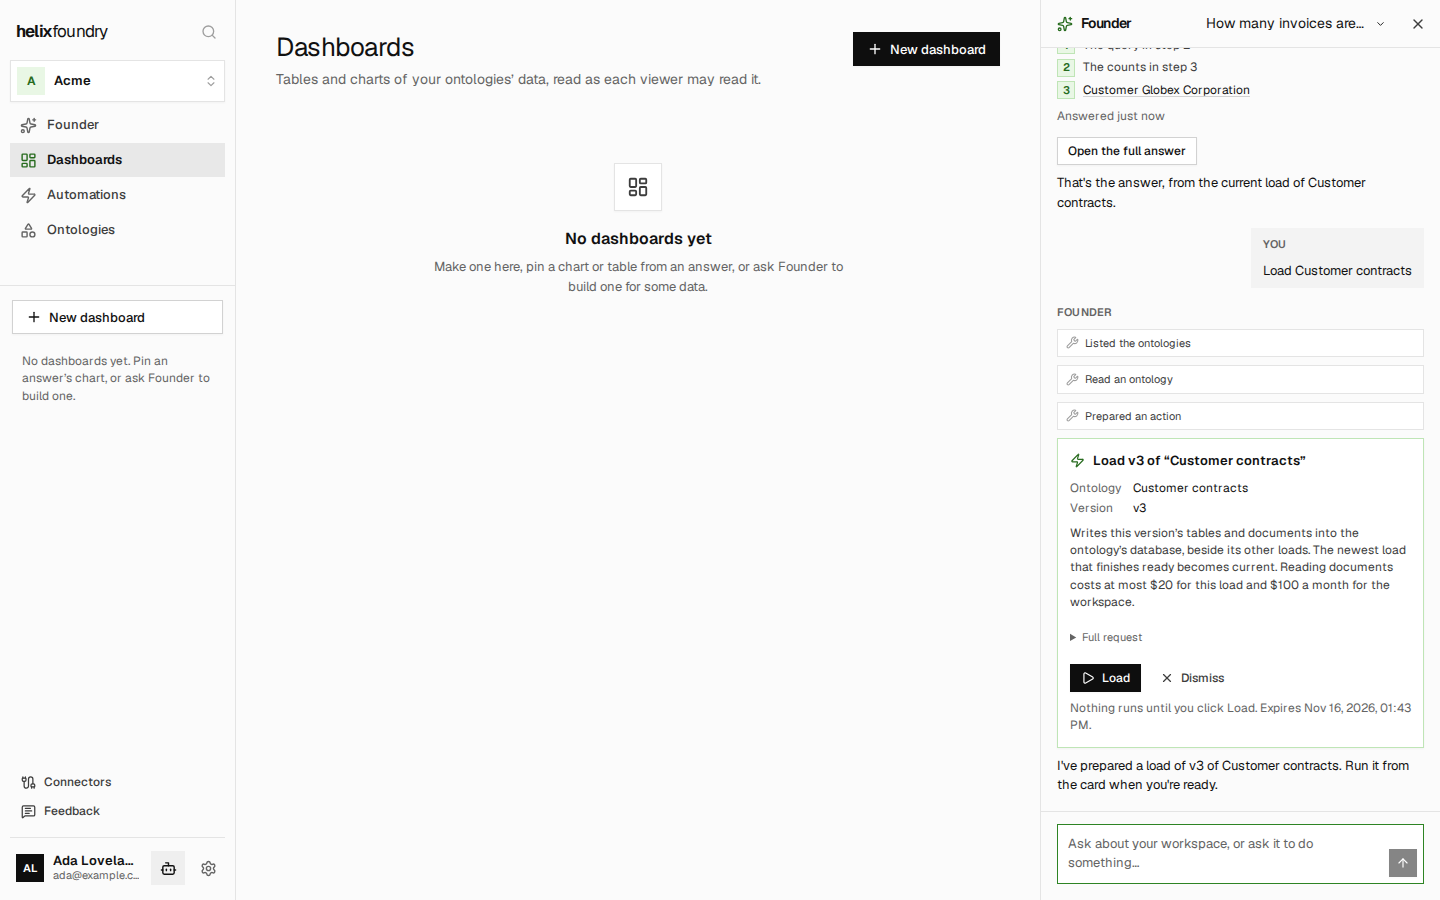 helixfoundry
A
Acme
Founder
Dashboards
Automations
Ontologies
New dashboard
No dashboards yet. Pin an
answer's chart, or ask Founder to
build one.
Connectors
Feedback
AL
Ada Lovela...
ada@example.c...
Dashboards
Tables and charts of your ontologies' data, read as each viewer may read it.
New dashboard
No dashboards yet
Make one here, pin a chart or table from an answer, or ask Founder to
build one for some data.
Founder
How many invoices are...
2 The counts in step 3
3 Customer Globex Corporation
Answered just now
Open the full answer
That's the answer, from the current load of Customer
contracts.
YOU
Load Customer contracts
FOUNDER
Listed the ontologies
Read an ontology
Prepared an action
Load v3 of “Customer contracts”
Ontology Customer contracts
Version v3
Writes this version's tables and documents into the
ontology's database, beside its other loads. The newest load
that finishes ready becomes current. Reading documents
costs at most $20 for this load and $100 a month for the
workspace.
Full request
Load
Dismiss
Nothing runs until you click Load. Expires Nov 16, 2026, 01:43
PM.
I've prepared a load of v3 of Customer contracts. Run it from
the card when you're ready.
Ask about your workspace, or ask it to do
something...